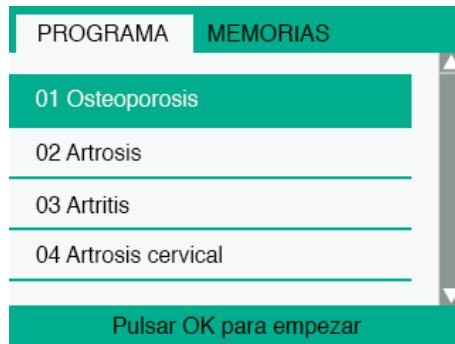 PROGRAMA MEMORIAS
01 Osteoporosis
02 Artrosis
03 Artritis
04 Artrosis cervical
Pulsar OK para empezar